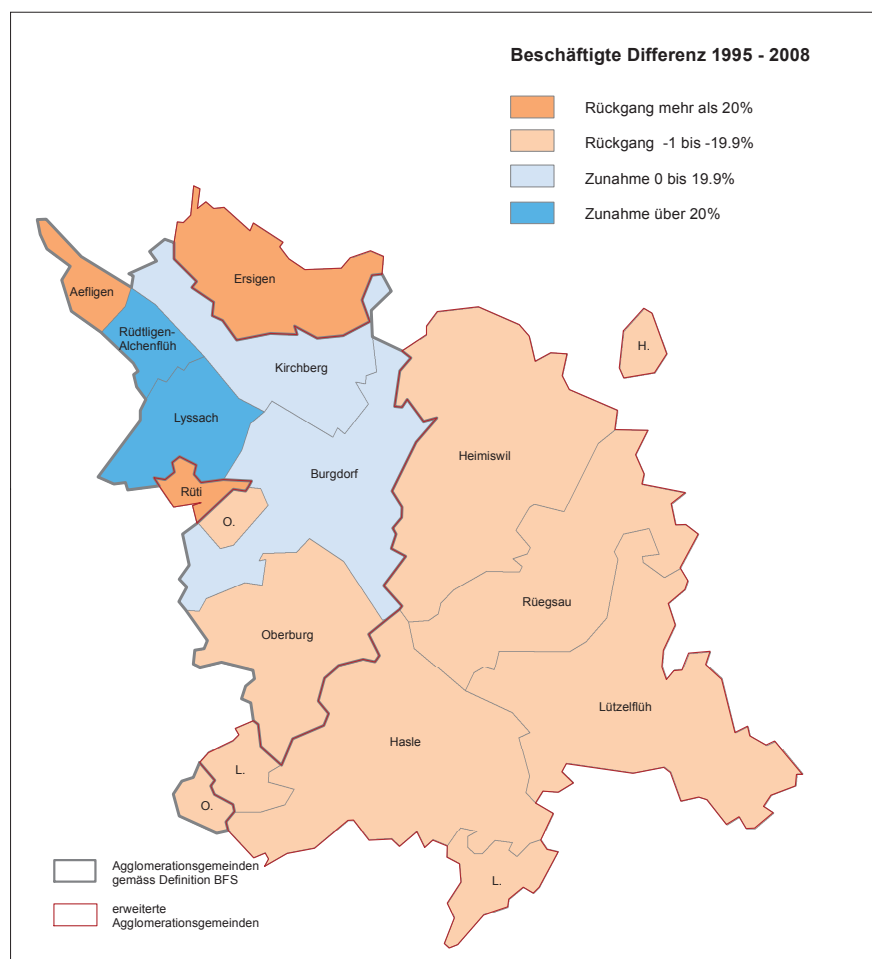 Beschäftigte Differenz 1995 - 2008
Rückgang mehr als 20%
Rückgang -1 bis -19.9%
Zunahme 0 bis 19.9%
Zunahme über 20%
Ersigen
Aefligen
Rüdtligen-
Alchenflüh
H.
Kirchberg
Lyssach
Heimiswil
Burgdorf
Rüti
O.
Rüegsau
Oberburg
Lützelflüh
Hasle
L.
O.
L.
Agglomerationsgemeinden
gemäss Definition BFS
erweiterte
Agglomerationsgemeinden